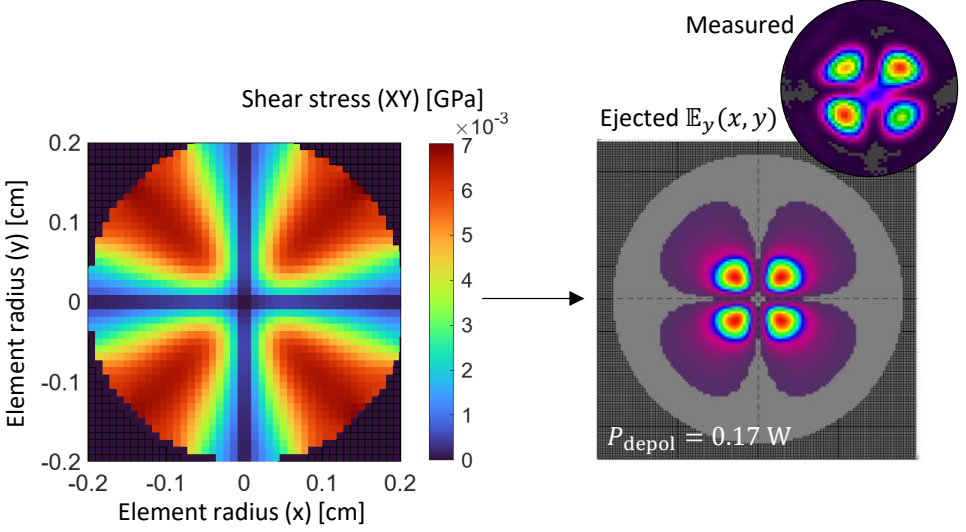 Measured
Shear stress (XY) [GPa]
×10⁻³
Ejected 𝔼y(x, y)
0.2
0.1
0
-0.1
-0.2
Element radius (y) [cm]
7
6
5
4
3
2
1
0
P_depol = 0.17 W
-0.2 -0.1 0 0.1 0.2
Element radius (x) [cm]